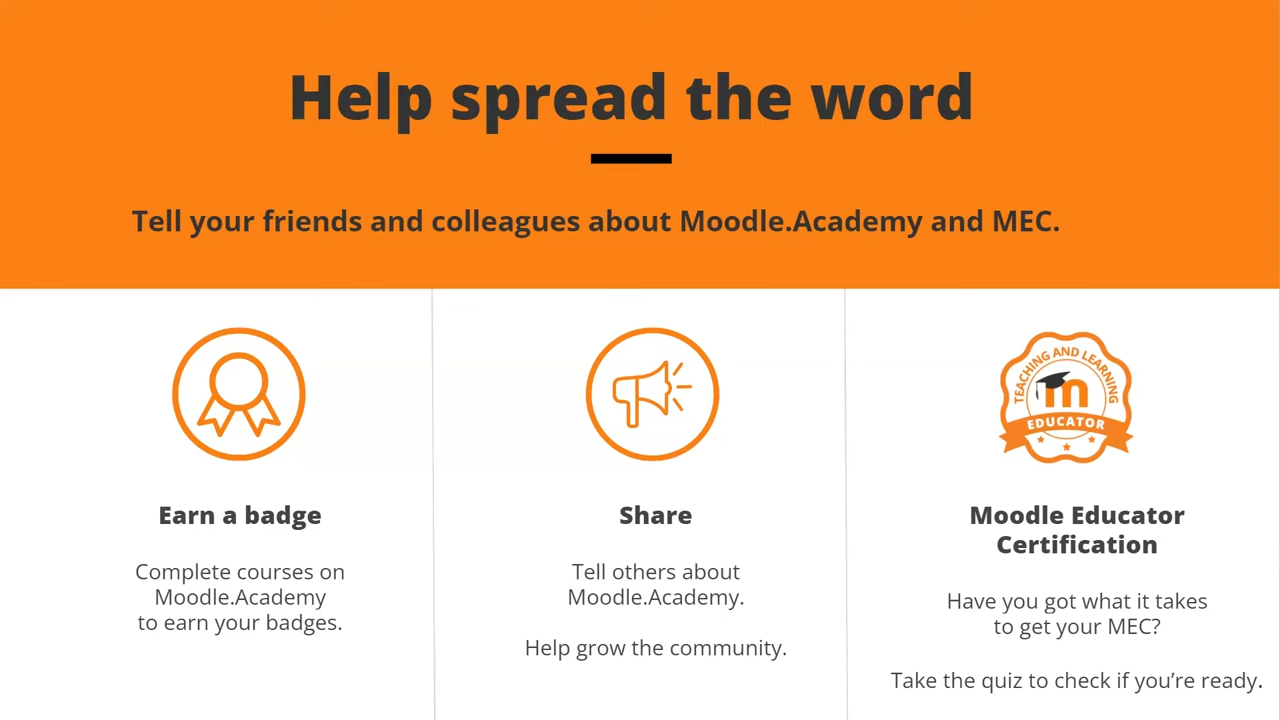 Help spread the word
Tell your friends and colleagues about Moodle.Academy and MEC.
Earn a badge
Complete courses on
Moodle.Academy
to earn your badges.
Share
Tell others about
Moodle.Academy.
Help grow the community.
TEACHING AND LEARNING
m
EDUCATOR
Moodle Educator
Certification
Have you got what it takes
to get your MEC?
Take the quiz to check if you’re ready.